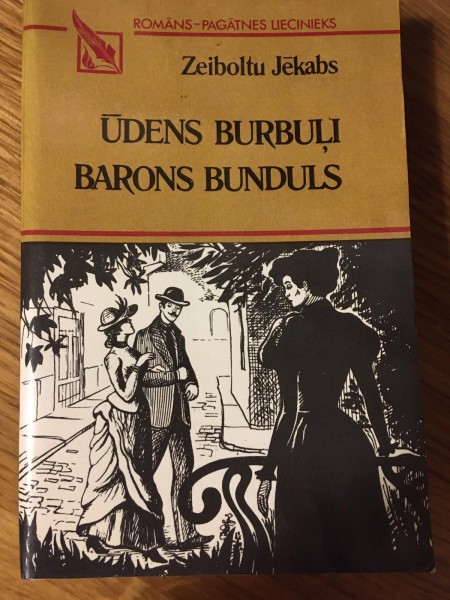 ROMĀNS–PAGĀTNES LIECINIEKS
Zeiboltu Jēkabs
ŪDENS BURBUĻI
BARONS BUNDULS